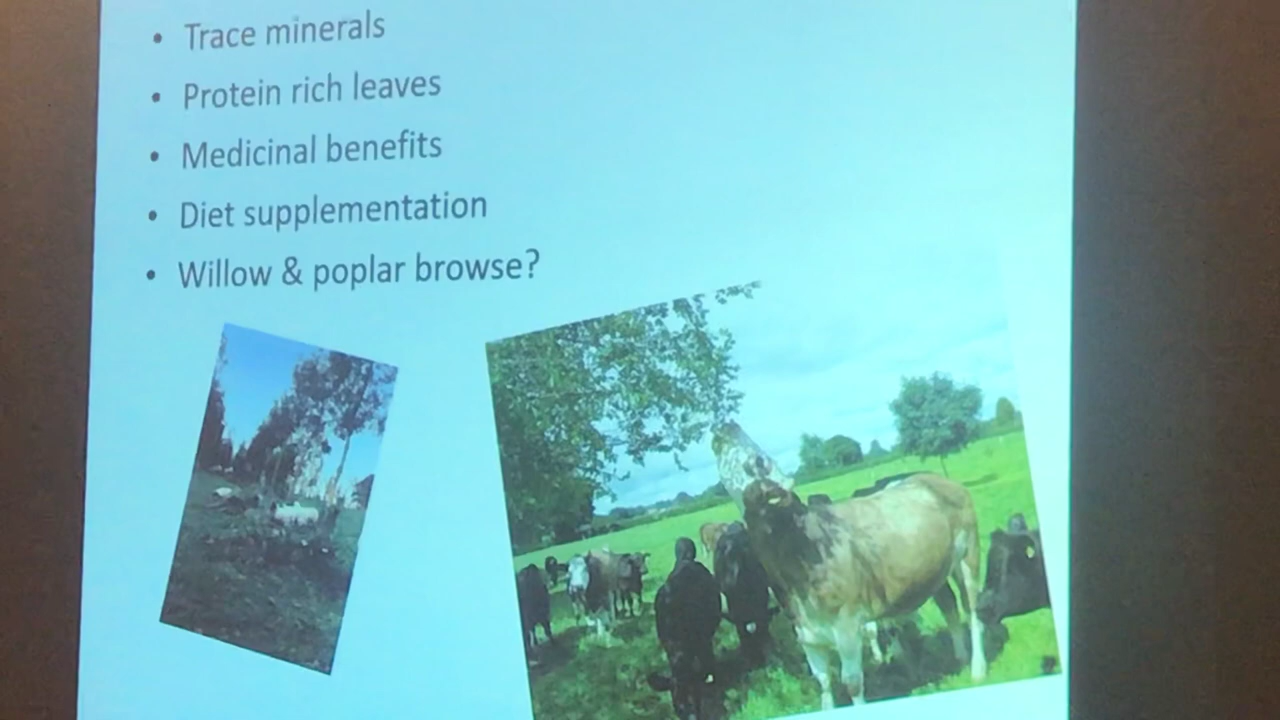 • Trace minerals
• Protein rich leaves
• Medicinal benefits
• Diet supplementation
• Willow & poplar browse?